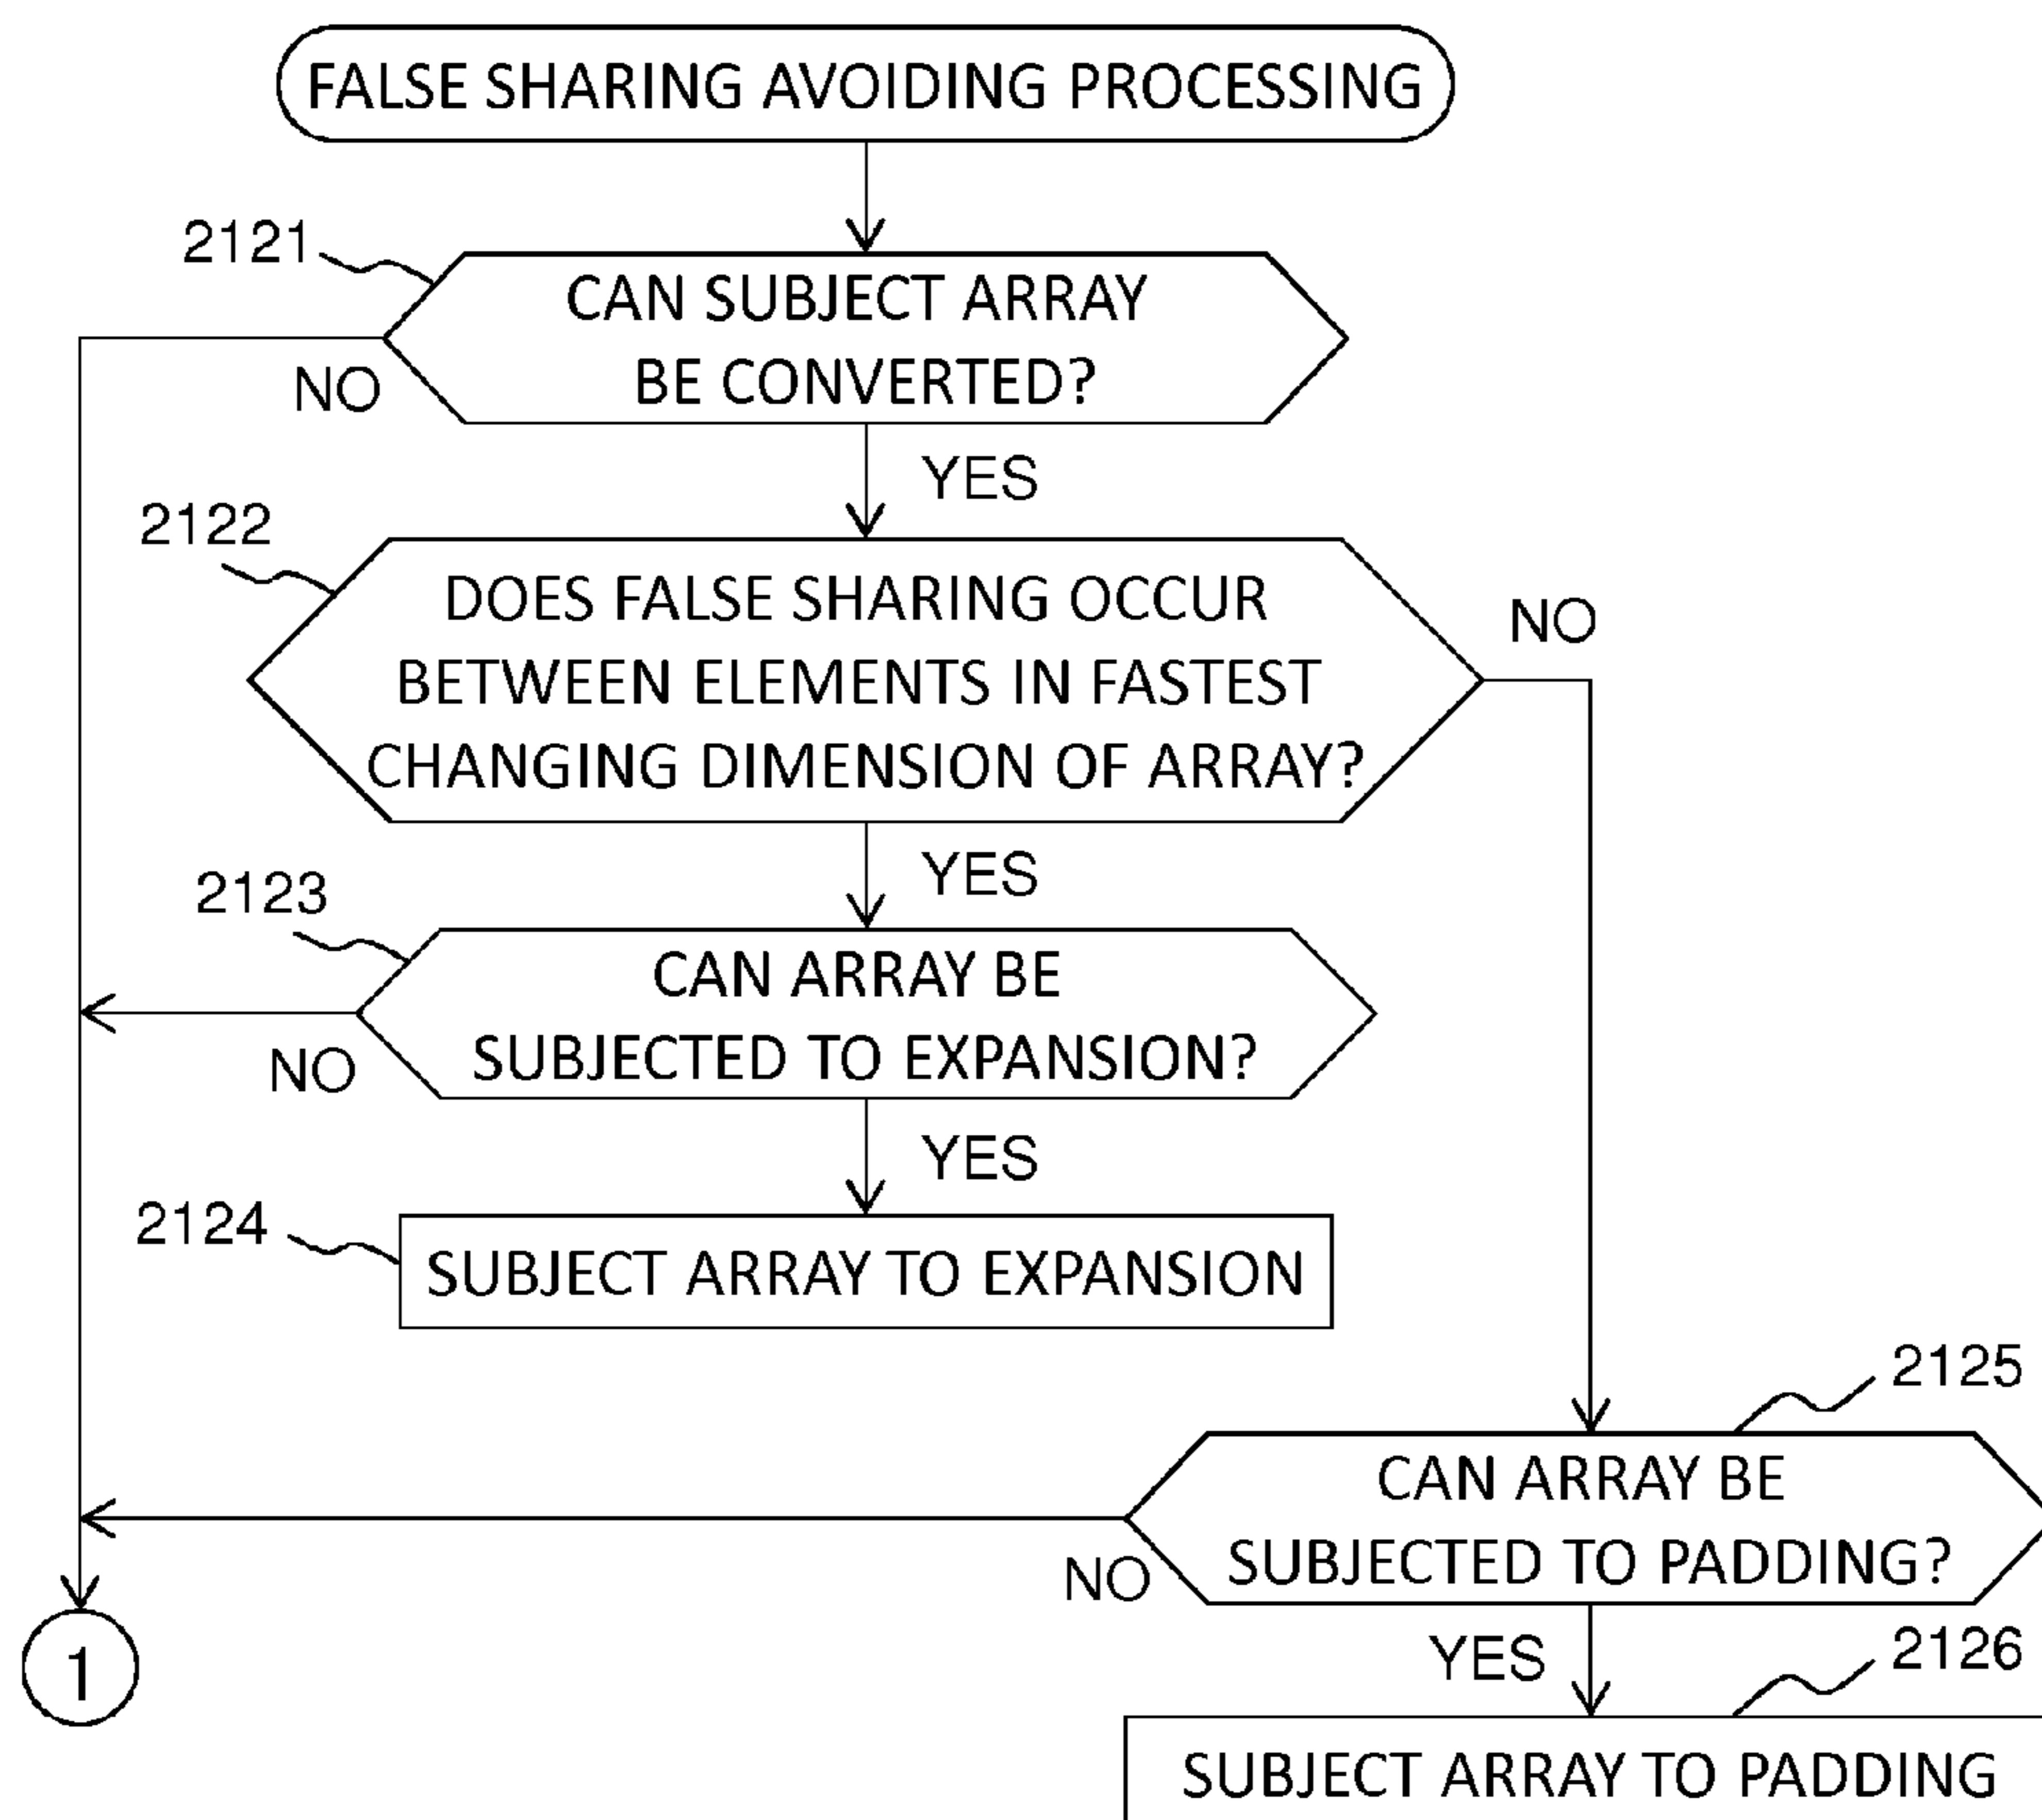 FALSE SHARING AVOIDING PROCESSING
2121
CAN SUBJECT ARRAY
BE CONVERTED?
NO
YES
2122
DOES FALSE SHARING OCCUR
BETWEEN ELEMENTS IN FASTEST
CHANGING DIMENSION OF ARRAY?
NO
YES
2123
CAN ARRAY BE
SUBJECTED TO EXPANSION?
NO
YES
2124
SUBJECT ARRAY TO EXPANSION
2125
CAN ARRAY BE
SUBJECTED TO PADDING?
NO
YES
2126
1
SUBJECT ARRAY TO PADDING